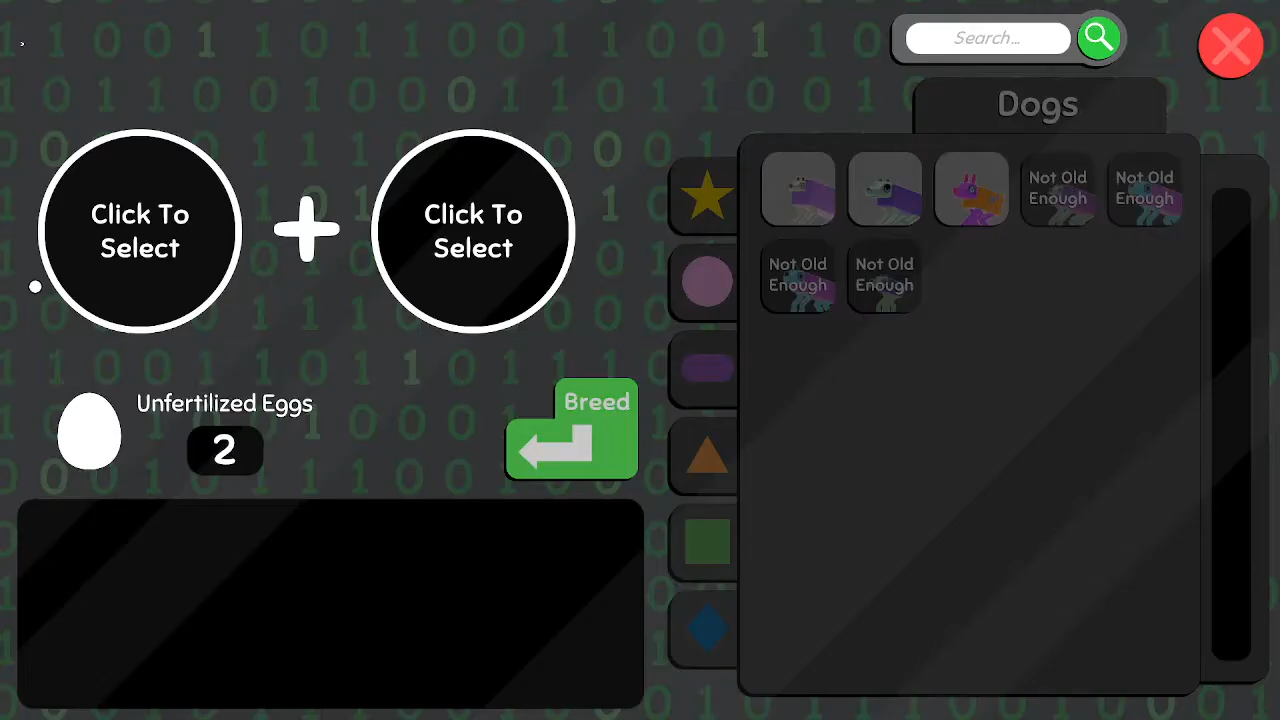 Search...
Dogs
Click To
Select
Click To
Select
Not Old
Enough
Not Old
Enough
Not Old
Enough
Not Old
Enough
Unfertilized Eggs
2
Breed